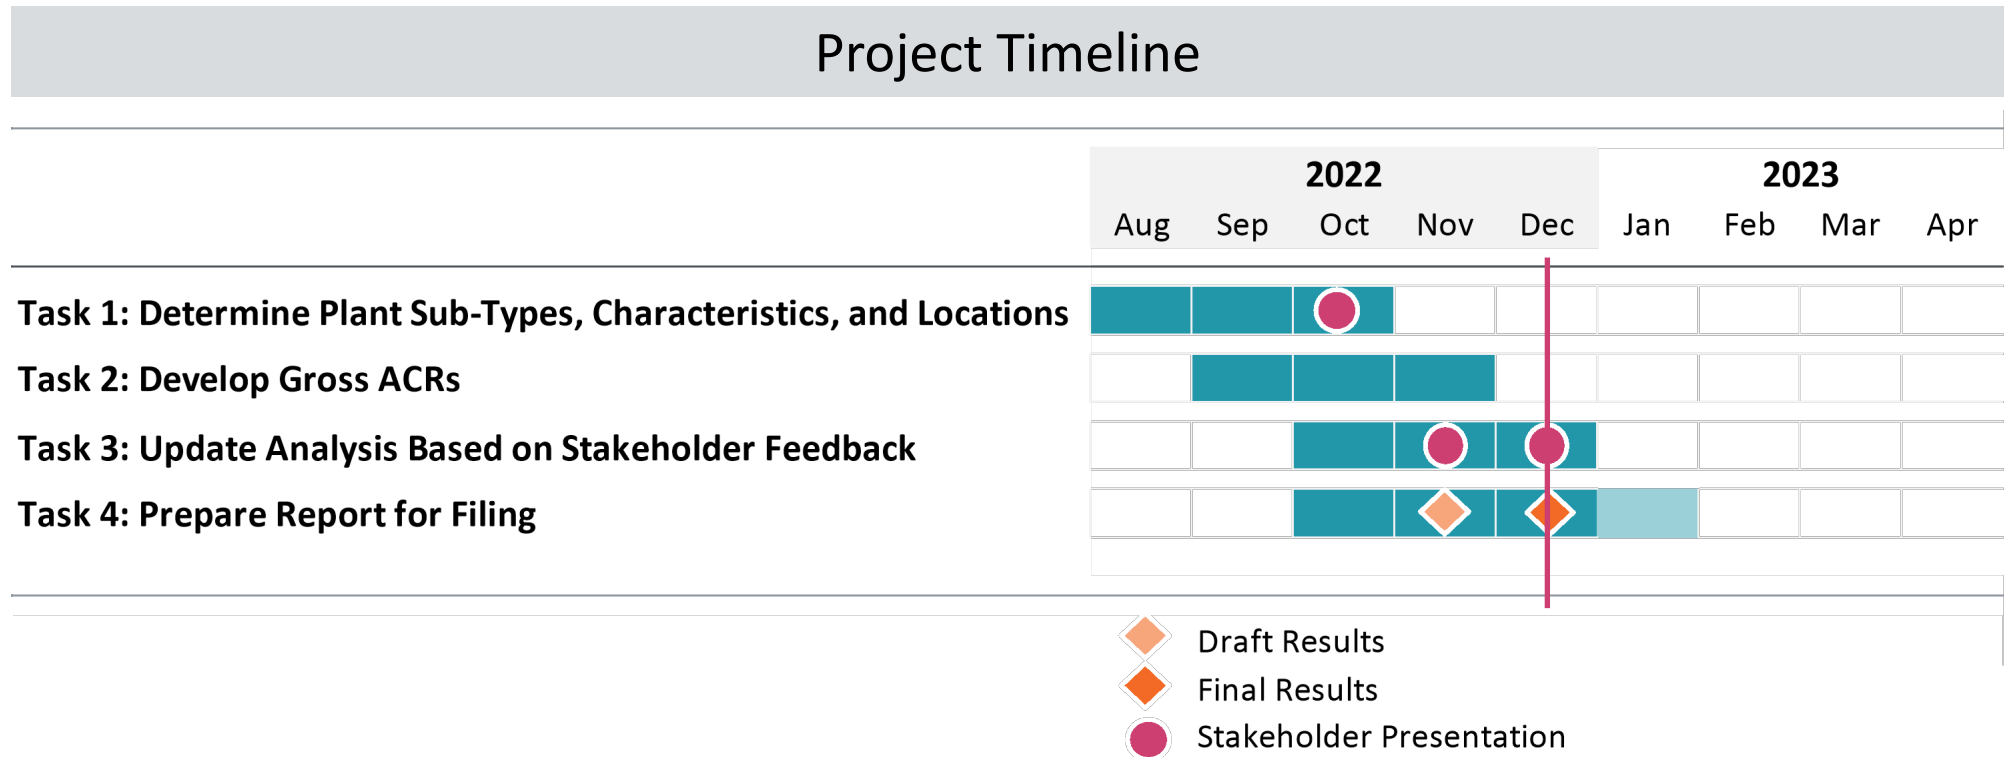 Project Timeline
2022 2023
Aug Sep Oct Nov Dec Jan Feb Mar Apr
Task 1: Determine Plant Sub-Types, Characteristics, and Locations
Task 2: Develop Gross ACRs
Task 3: Update Analysis Based on Stakeholder Feedback
Task 4: Prepare Report for Filing
Draft Results
Final Results
Stakeholder Presentation